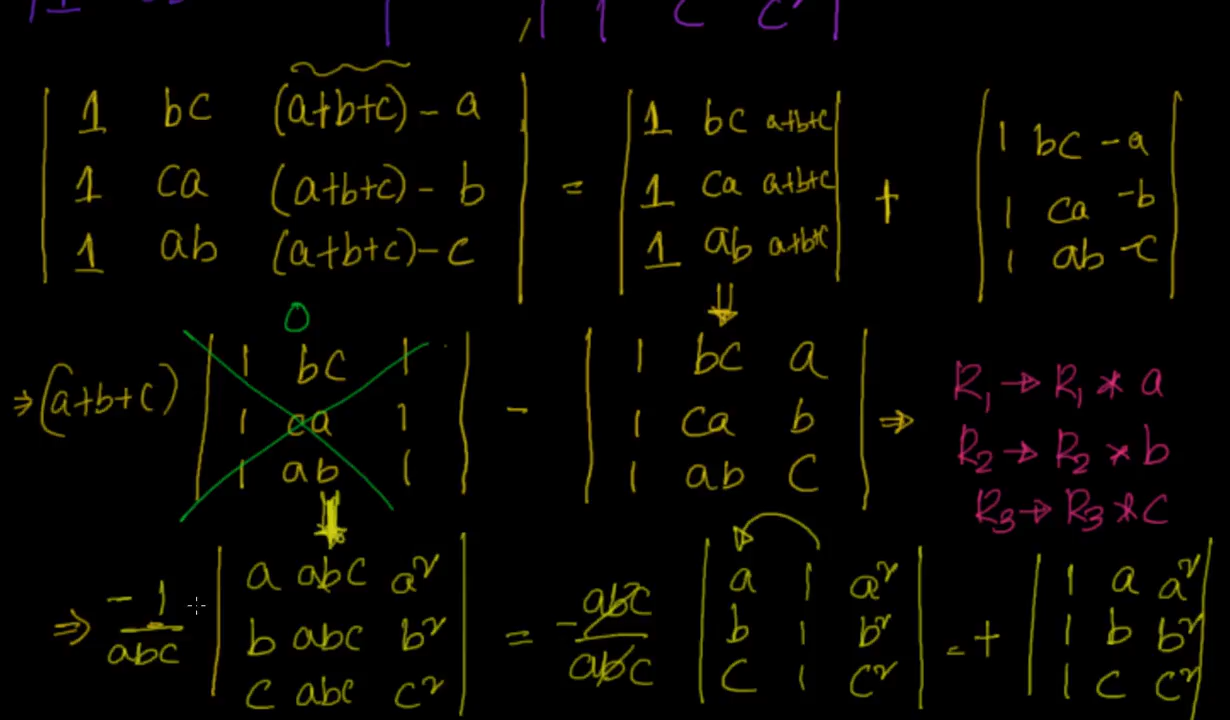 c c²
| 1 bc (a+b+c) - a | = | 1 bc a+b+c | + | 1 bc -a |
| 1 ca (a+b+c) - b | | 1 ca a+b+c | | 1 ca -b |
| 1 ab (a+b+c) - c | | 1 ab a+b+c | | 1 ab -c |
0 ⇓
⇒ (a+b+c) | 1 bc 1 | - | 1 bc a | ⇒ R₁ → R₁ * a
| 1 ca 1 | | 1 ca b | R₂ → R₂ * b
| 1 ab 1 | | 1 ab c | R₃ → R₃ * c
⇒ -1/abc | a abc a² | = -abc/abc | a 1 a² | = + | 1 a a² |
| b abc b² | | b 1 b² | | 1 b b² |
| c abc c² | | c 1 c² | | 1 c c² |